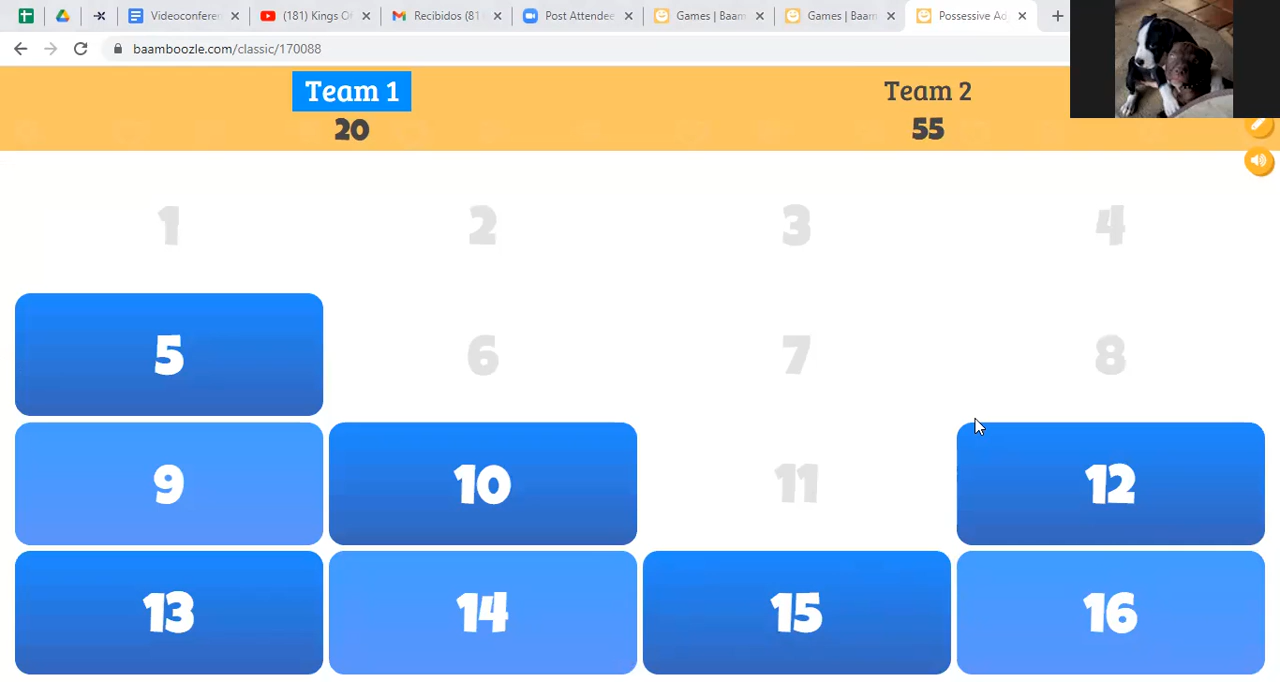 Videoconfere
(181) Kings O
Recibidos (81
Post Attendee
Games | Baam
Games | Baam
Possessive Ad
baamboozle.com/classic/170088
Team 1
Team 2
20
55
1 2 3 4
5 6 7 8
9 10 11 12
13 14 15 16